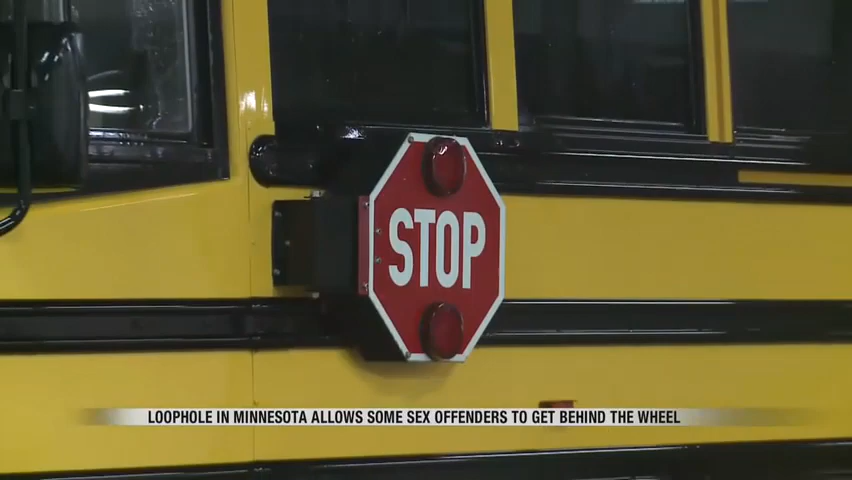 STOP
LOOPHOLE IN MINNESOTA ALLOWS SOME SEX OFFENDERS TO GET BEHIND THE WHEEL